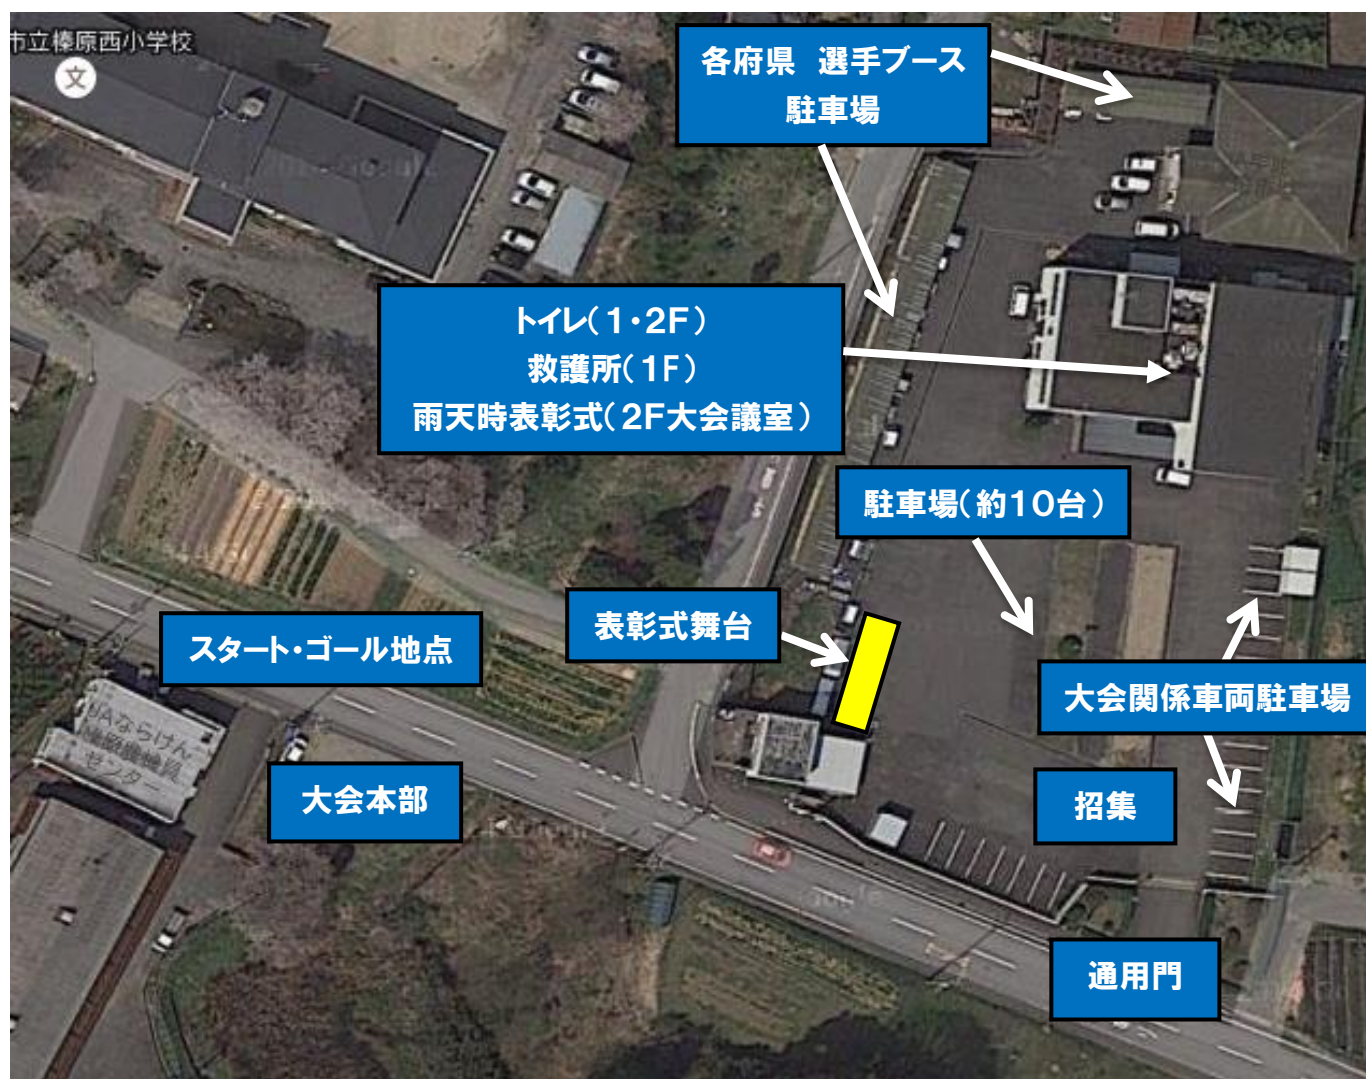 市立榛原西小学校
文
各府県 選手ブース
駐車場
トイレ(1・2F)
救護所(1F)
雨天時表彰式(2F大会議室)
駐車場(約10台)
表彰式舞台
スタート・ゴール地点
大会関係車両駐車場
JAならけん
センター
大会本部
招集
通用門